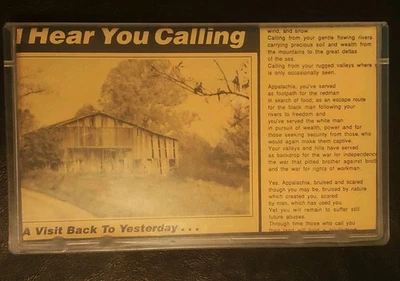 I Hear You Calling
A Visit Back To Yesterday . . .
wind, and snow.
Calling from your gentle flowing rivers
carrying precious soil and wealth from
the mountains to the great deltas
of the sea.
Calling from your rugged valleys where
is only occasionally seen.
Appalachia, you've served
as footpath for the redman
in search of food; as an escape route
for the black man following your
rivers to freedom and
you've served the white man
in pursuit of wealth, power and for
those seeking security from those who
would again make them captive.
Your valleys and hills have served
as backdrop for the war for independence
the war that pitted brother against
and the war for rights of workman.
Yes, Appalachia, bruised and scared
though you may be, bruised by nature
which created you, scared
by man, which has used you.
Yet you will remain to suffer still
future abuses.
Through time those who call you